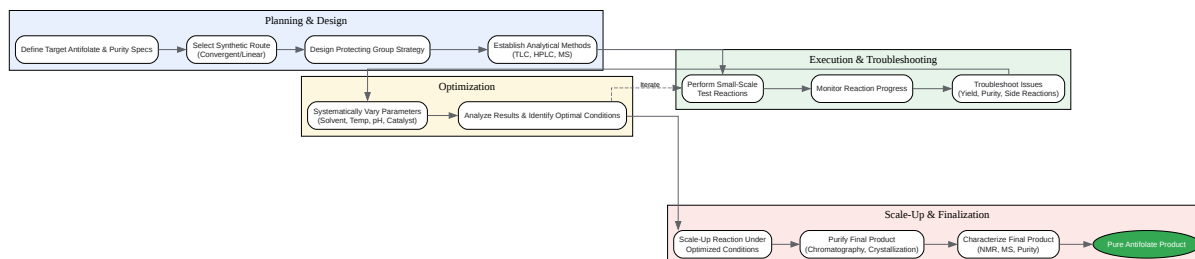 Planning & Design
Define Target Antifolate & Purity Specs
Select Synthetic Route
(Convergent/Linear)
Design Protecting Group Strategy
Establish Analytical Methods
(TLC, HPLC, MS)
Execution & Troubleshooting
Perform Small-Scale
Test Reactions
Monitor Reaction Progress
Troubleshoot Issues
(Yield, Purity, Side Reactions)
Optimization
Iterate
Systematically Vary Parameters
(Solvent, Temp, pH, Catalyst)
Analyze Results & Identify Optimal Conditions
Scale-Up & Finalization
Scale-Up Reaction Under
Optimized Conditions
Purify Final Product
(Chromatography, Crystallization)
Characterize Final Product
(NMR, MS, Purity)
Pure Antifolate Product